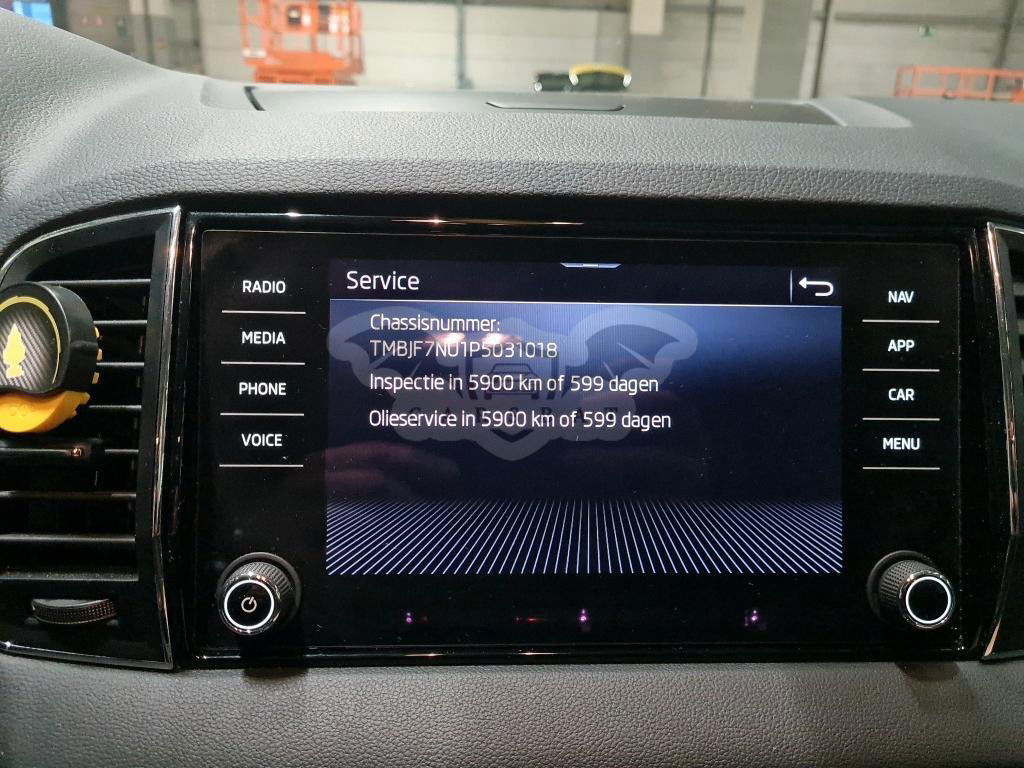 Service
RADIO
MEDIA
PHONE
VOICE
Chassisnummer:
TMBJF7NU1P5031018
Inspectie in 5900 km of 599 dagen
Olieservice in 5900 km of 599 dagen
NAV
APP
CAR
MENU